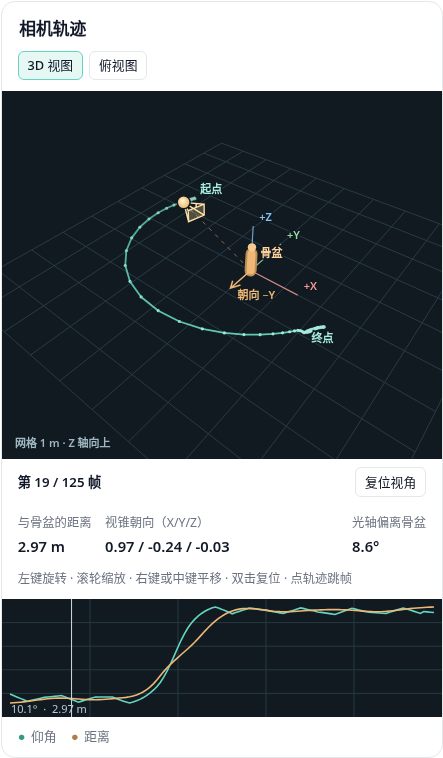 相机轨迹
3D 视图
俯视图
起点
+Z
+Y
骨盆
+X
朝向 −Y
终点
网格 1 m · Z 轴向上
第 19 / 125 帧
复位视角
与骨盆的距离
视锥朝向（X/Y/Z）
光轴偏离骨盆
2.97 m
0.97 / -0.24 / -0.03
8.6°
左键旋转 · 滚轮缩放 · 右键或中键平移 · 双击复位 · 点轨迹跳帧
10.1° · 2.97 m
仰角
距离